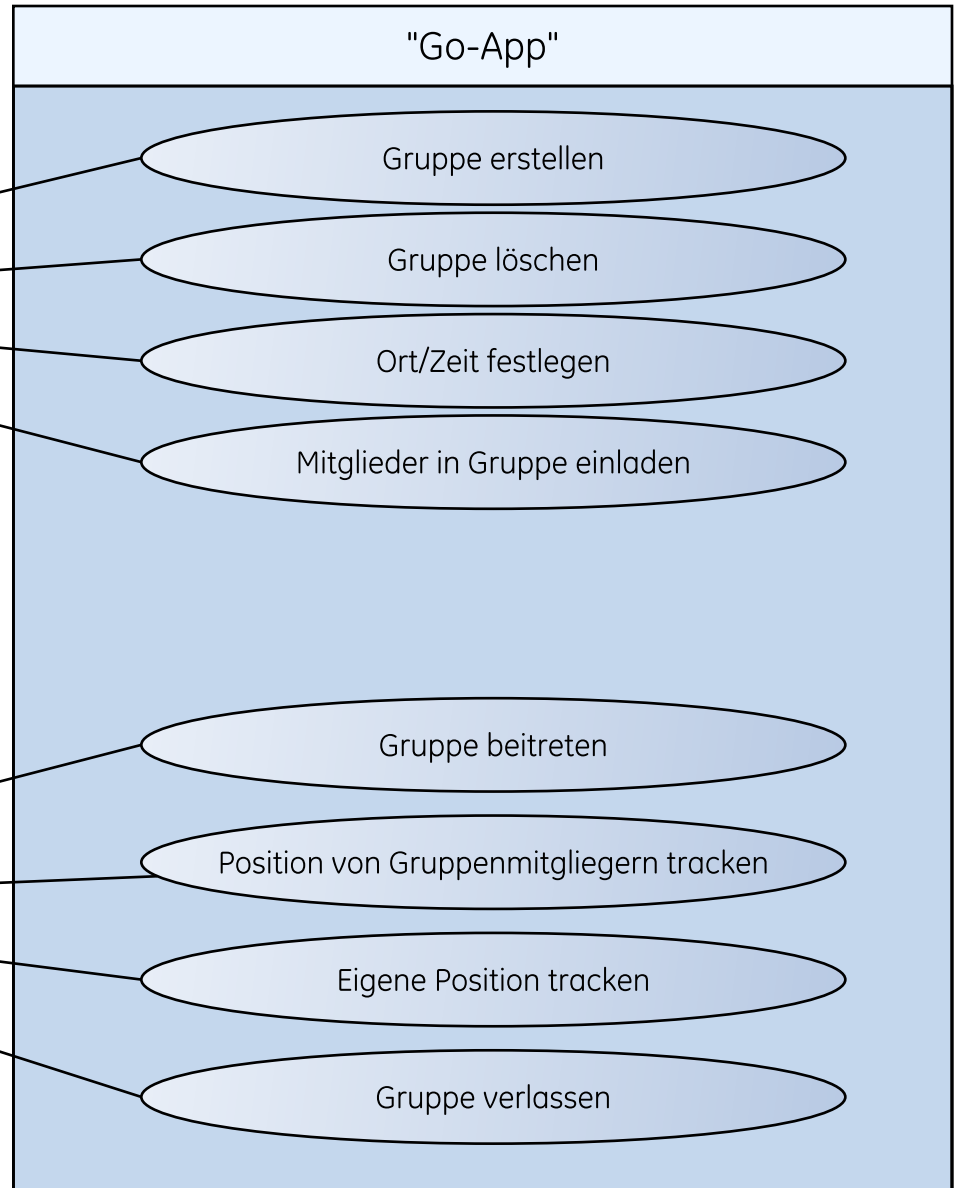 "Go-App"
Gruppe erstellen
Gruppe löschen
Ort/Zeit festlegen
Mitglieder in Gruppe einladen
Gruppe beitreten
Position von Gruppenmitgliegern tracken
Eigene Position tracken
Gruppe verlassen